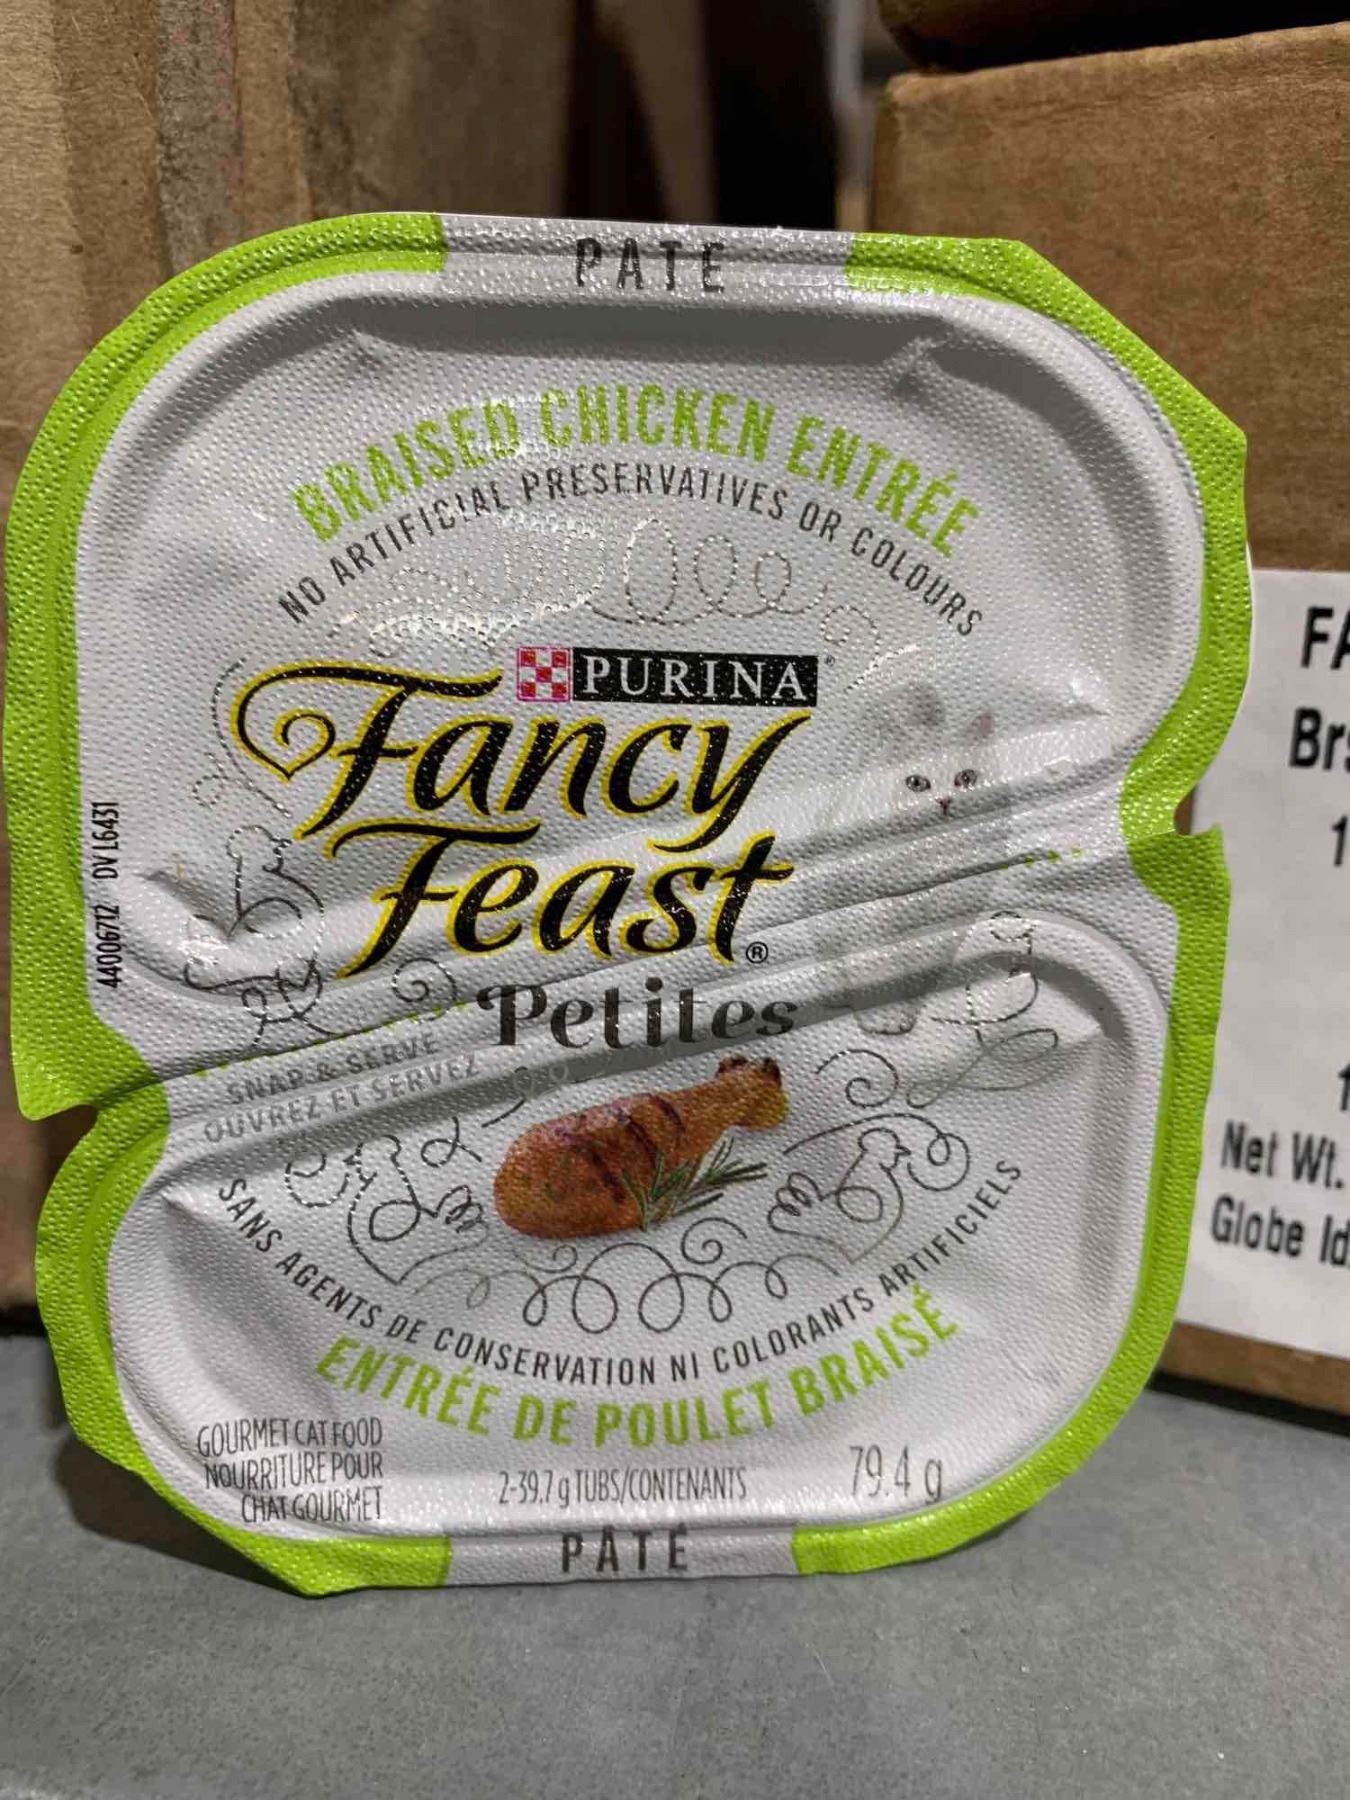 PATE
BRAISED CHICKEN ENTRÉE
NO ARTIFICIAL PRESERVATIVES OR COLOURS
PURINA
Fancy
Feast®
Petites
SNAP & SERVE
OUVREZ ET SERVEZ
44006712 DV L6431
SANS AGENTS DE CONSERVATION NI COLORANTS ARTIFICIELS
ENTRÉE DE POULET BRAISÉ
GOURMET CAT FOOD
NOURRITURE POUR
CHAT GOURMET
2-39.7 g TUBS/CONTENANTS
79.4 g
PÂTÉ
FA
Brs
1
1
Net Wt.
Globe Id